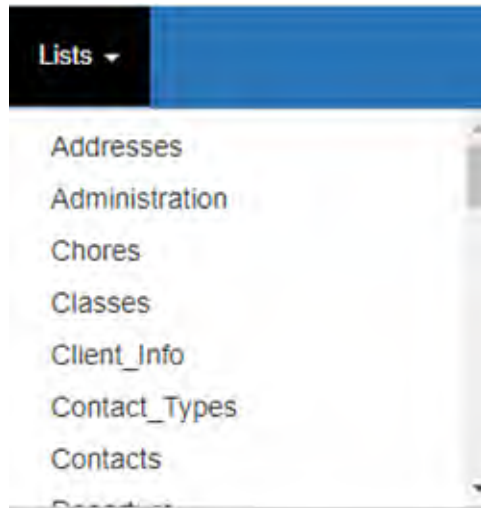 Lists
Addresses
Administration
Chores
Classes
Client_Info
Contact_Types
Contacts